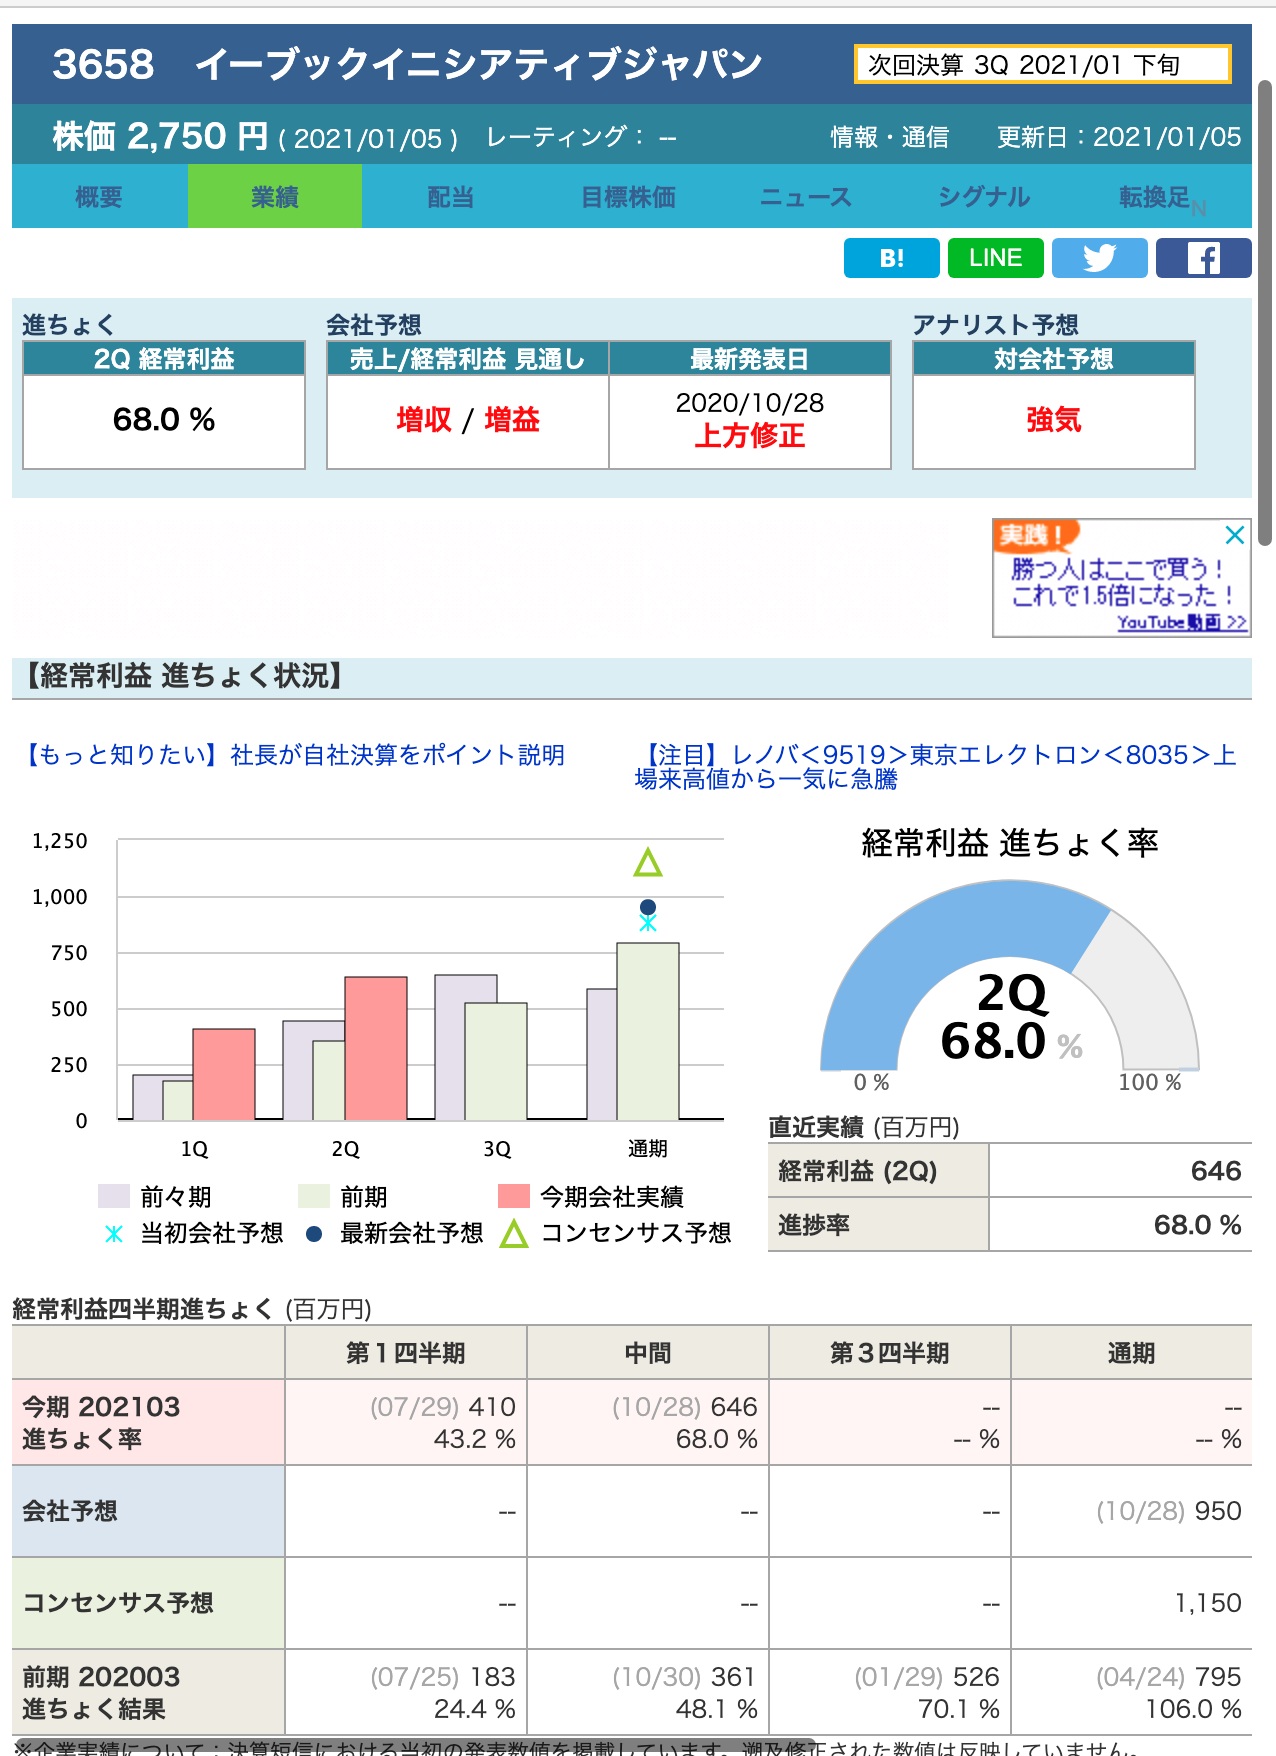 3658 イーブックイニシアティブジャパン
次回決算 3Q 2021/01 下旬
株価 2,750 円 ( 2021/01/05 ) レーティング： -- 情報・通信 更新日：2021/01/05
概要 業績 配当 目標株価 ニュース シグナル 転換足N
B! LINE
進ちょく 会社予想 アナリスト予想
2Q 経常利益 売上/経常利益 見通し 最新発表日 対会社予想
68.0 % 増収 / 増益 2020/10/28 強気
上方修正
実践！
勝つ人はここで買う！
これで1.5倍になった！
YouTube動画 >>
【経常利益 進ちょく状況】
【もっと知りたい】社長が自社決算をポイント説明
【注目】レノバ<9519>東京エレクトロン<8035>上
場来高値から一気に急騰
1,250
1,000
750
500
250
0
1Q 2Q 3Q 通期
前々期 前期 今期会社実績
当初会社予想 最新会社予想 コンセンサス予想
経常利益 進ちょく率
2Q
68.0 %
0 % 100 %
直近実績 (百万円)
経常利益 (2Q) 646
進捗率 68.0 %
経常利益四半期進ちょく (百万円)
第１四半期 中間 第３四半期 通期
今期 202103 (07/29) 410 (10/28) 646 -- --
進ちょく率 43.2 % 68.0 % -- % -- %
会社予想 -- -- -- (10/28) 950
コンセンサス予想 -- -- -- 1,150
前期 202003 (07/25) 183 (10/30) 361 (01/29) 526 (04/24) 795
進ちょく結果 24.4 % 48.1 % 70.1 % 106.0 %
※企業実績について：決算短信における当初の発表数値を掲載しています。遡及修正された数値は反映していません。